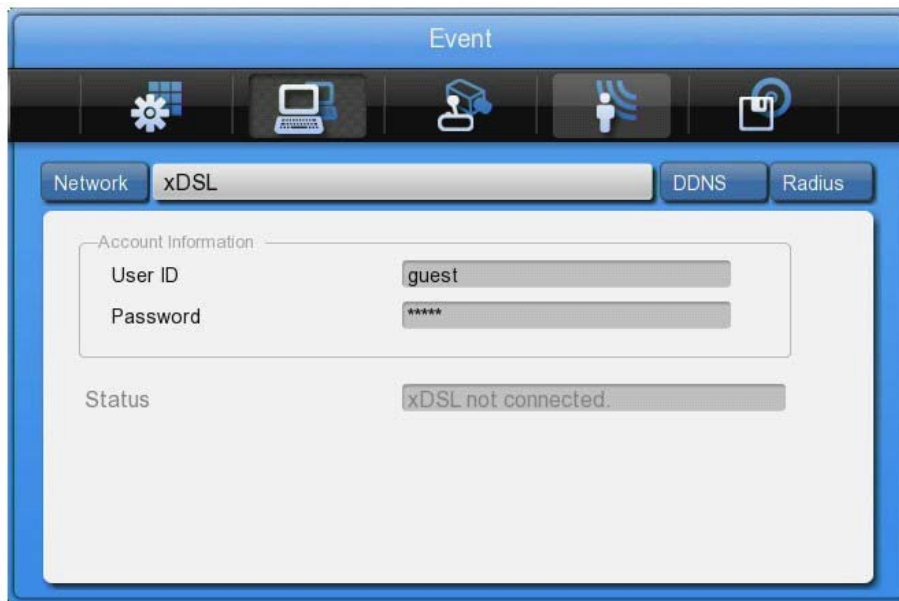 Event
Network xDSL DDNS Radius
Account Information
User ID guest
Password *****
Status xDSL not connected.